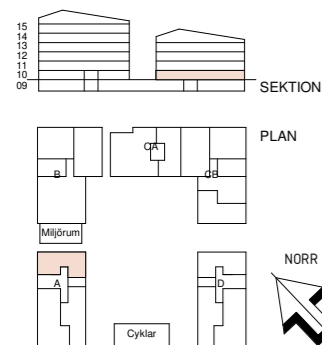 15
14
13
12
11
10
09
SEKTION
PLAN
CA
B
CB
Miljörum
NORR
A
D
Cyklar